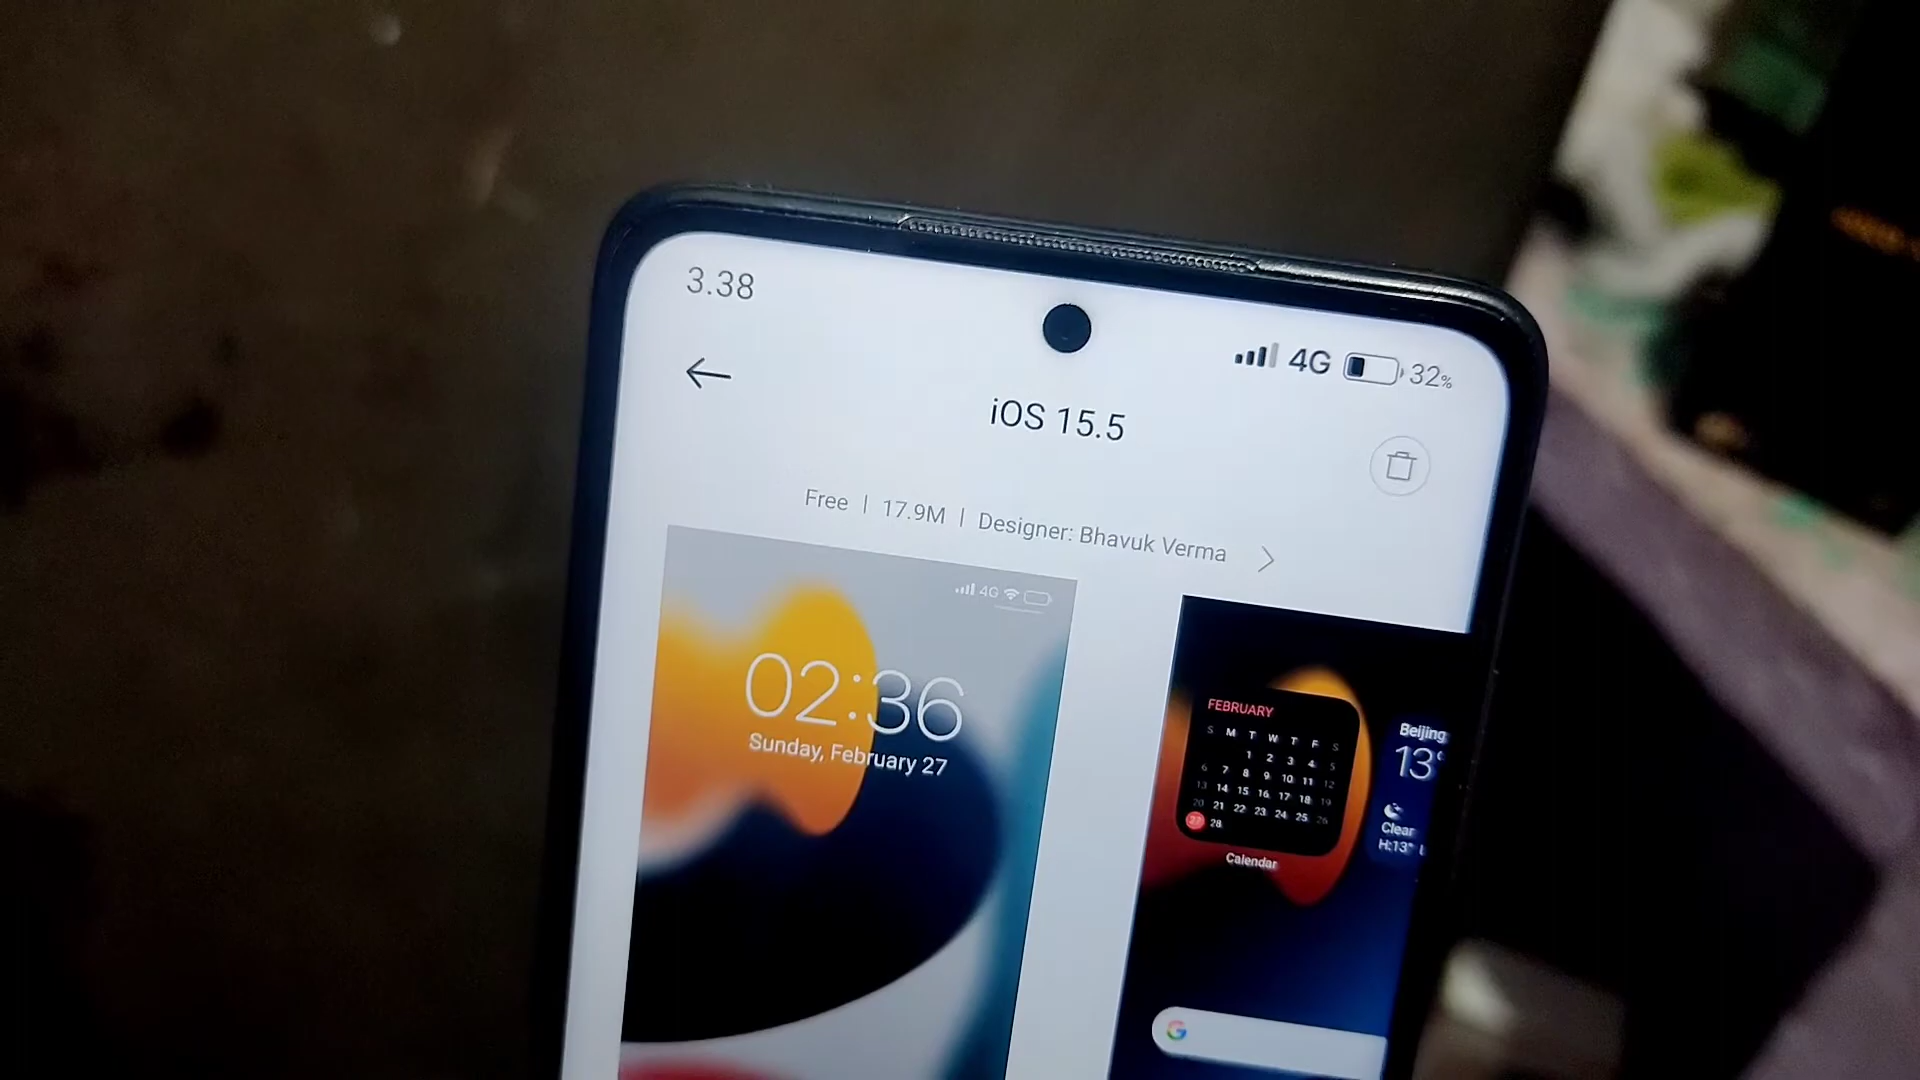 3.38
4G 32%
iOS 15.5
Free | 17.9M | Designer: Bhavuk Verma
4G
02:36
Sunday, February 27
FEBRUARY
S M T W T F S
1 2 3 4 5
6 7 8 9 10 11 12
13 14 15 16 17 18 19
20 21 22 23 24 25 26
27 28
Calendar
Beijing
13°
Clear
H:13°
G